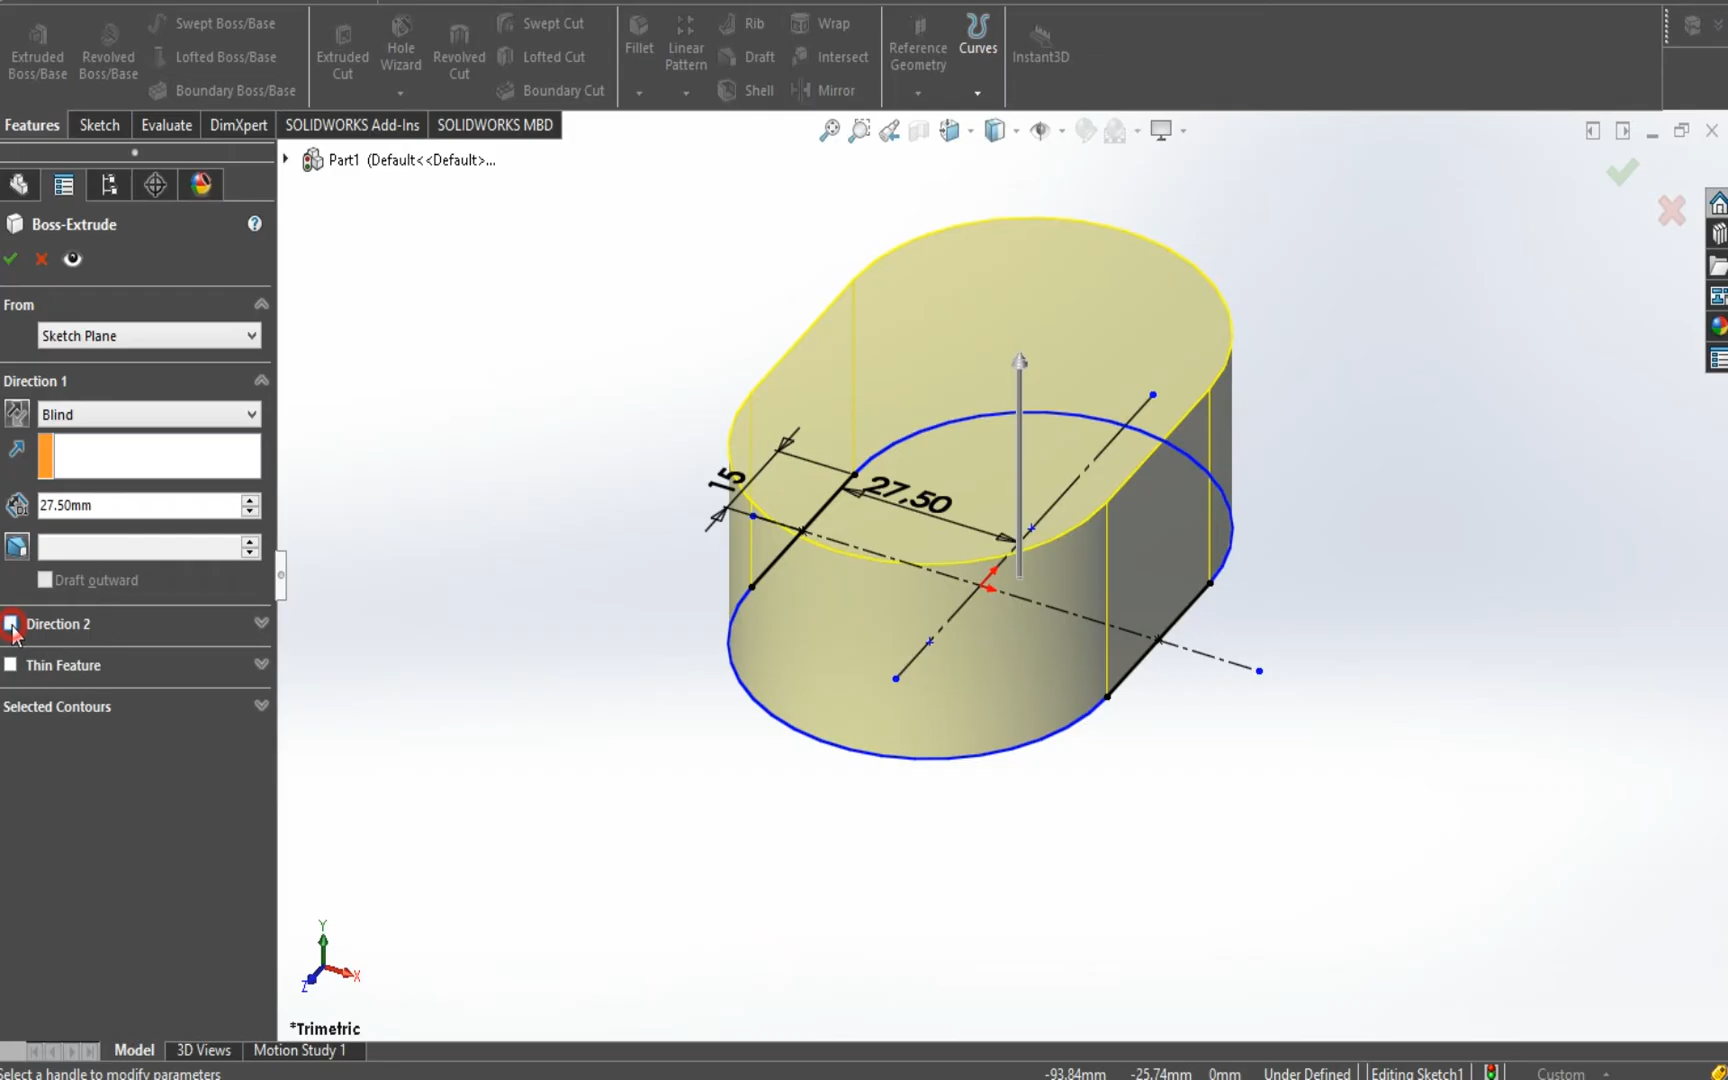 Swept Boss/Base
Swept Cut
Rib
Wrap
Extruded Boss/Base
Revolved Boss/Base
Lofted Boss/Base
Extruded Cut
Hole Wizard
Revolved Cut
Lofted Cut
Fillet
Linear Pattern
Draft
Intersect
Reference Geometry
Curves
Instant3D
Boundary Boss/Base
Boundary Cut
Shell
Mirror
Features
Sketch
Evaluate
DimXpert
SOLIDWORKS Add-Ins
SOLIDWORKS MBD
Part1 (Default<<Default>...
Boss-Extrude
?
From
Sketch Plane
Direction 1
Blind
D1
27.50mm
Draft outward
Direction 2
Thin Feature
Selected Contours
15
27,50
Y
X
Z
*Trimetric
Model
3D Views
Motion Study 1
Select a handle to modify parameters
-93.84mm
-25.74mm
0mm
Under Defined
Editing Sketch1
Custom